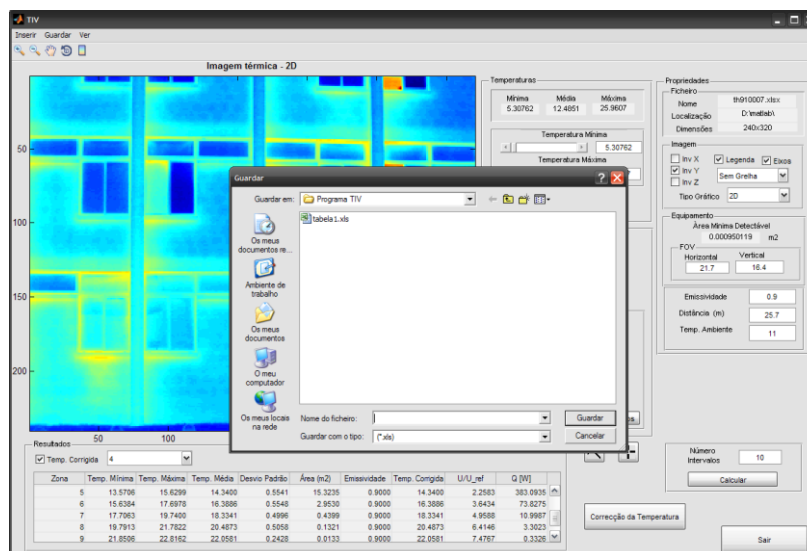 TIV
Inserir Guardar Ver
Imagem térmica - 2D
50
100
150
200
50 100
Temperaturas
Mínima Média Máxima
5.30762 12.4851 25.9607
Temperatura Mínima
5.30762
Temperatura Máxima
Propriedades
Ficheiro
Nome th910007.xlsx
Localização D:\matlab\
Dimensões 240x320
Imagem
Inv X Legenda Eixos
Inv Y Sem Grelha
Inv Z
Tipo Gráfico 2D
Equipamento
Área Mínima Detectável
0.000950119 m2
FOV
Horizontal Vertical
21.7 16.4
Emissividade 0.9
Distância (m) 25.7
Temp. Ambiente 11
Guardar
Guardar em: Programa TIV
tabela1.xls
Os meus documentos re...
Ambiente de trabalho
Os meus documentos
O meu computador
Os meus locais na rede
Nome do ficheiro: Guardar
Guardar com o tipo: (*.xls) Cancelar
Resultados
Temp. Corrigida 4
Zona Temp. Mínima Temp. Máxima Temp. Média Desvio Padrão Área (m2) Emissividade Temp. Corrigida U/U_ref Q [W]
5 13.5706 15.6299 14.3400 0.5541 15.3235 0.9000 14.3400 2.2583 383.0935
6 15.6384 17.6978 16.3886 0.5548 2.9530 0.9000 16.3886 3.6434 73.8275
7 17.7063 19.7400 18.3341 0.4996 0.4399 0.9000 18.3341 4.9588 10.9987
8 19.7913 21.7822 20.4873 0.5058 0.1321 0.9000 20.4873 6.4146 3.3023
9 21.8506 22.8162 22.0581 0.2428 0.0133 0.9000 22.0581 7.4767 0.3326
Número Intervalos 10
Calcular
Correcção da Temperatura
Sair